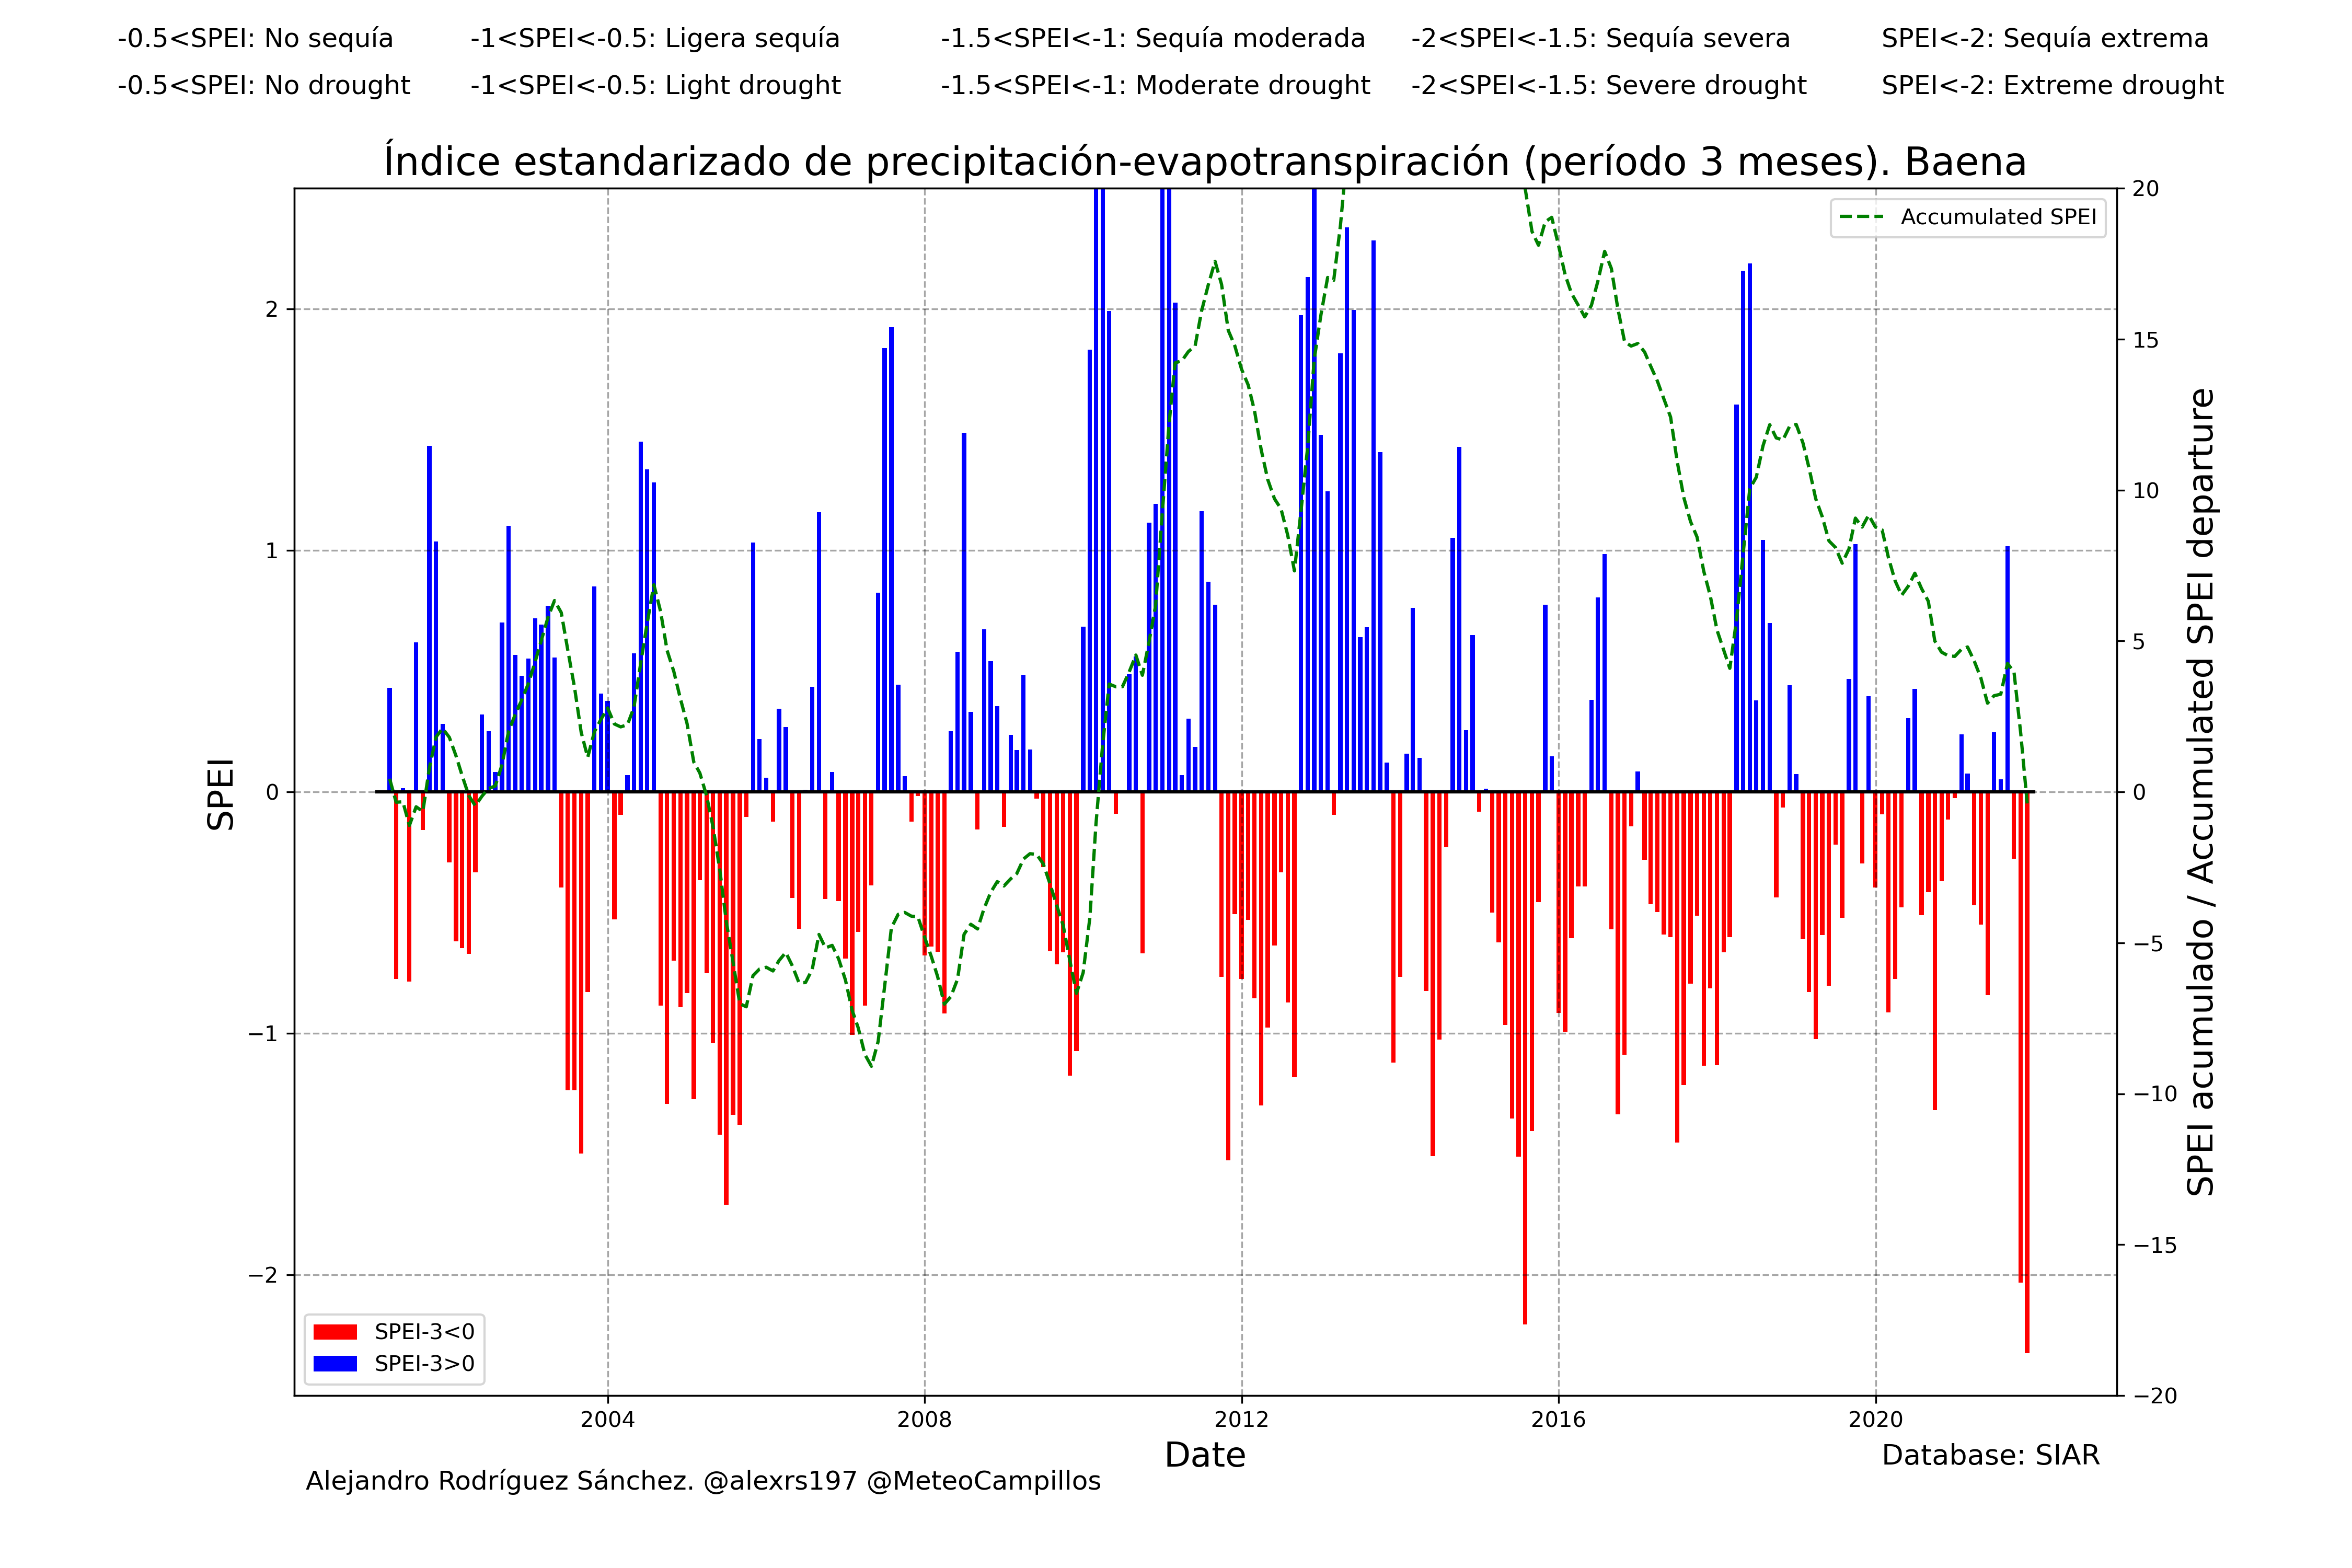 -0.5<SPEI: No sequía
-1<SPEI<-0.5: Ligera sequía
-1.5<SPEI<-1: Sequía moderada
-2<SPEI<-1.5: Sequía severa
SPEI<-2: Sequía extrema
-0.5<SPEI: No drought
-1<SPEI<-0.5: Light drought
-1.5<SPEI<-1: Moderate drought
-2<SPEI<-1.5: Severe drought
SPEI<-2: Extreme drought
Índice estandarizado de precipitación-evapotranspiración (período 3 meses). Baena
Accumulated SPEI
SPEI
2
1
0
−1
−2
20
15
10
5
0
−5
−10
−15
−20
SPEI acumulado / Accumulated SPEI departure
SPEI-3<0
SPEI-3>0
2004
2008
2012
2016
2020
Date
Database: SIAR
Alejandro Rodríguez Sánchez. @alexrs197 @MeteoCampillos